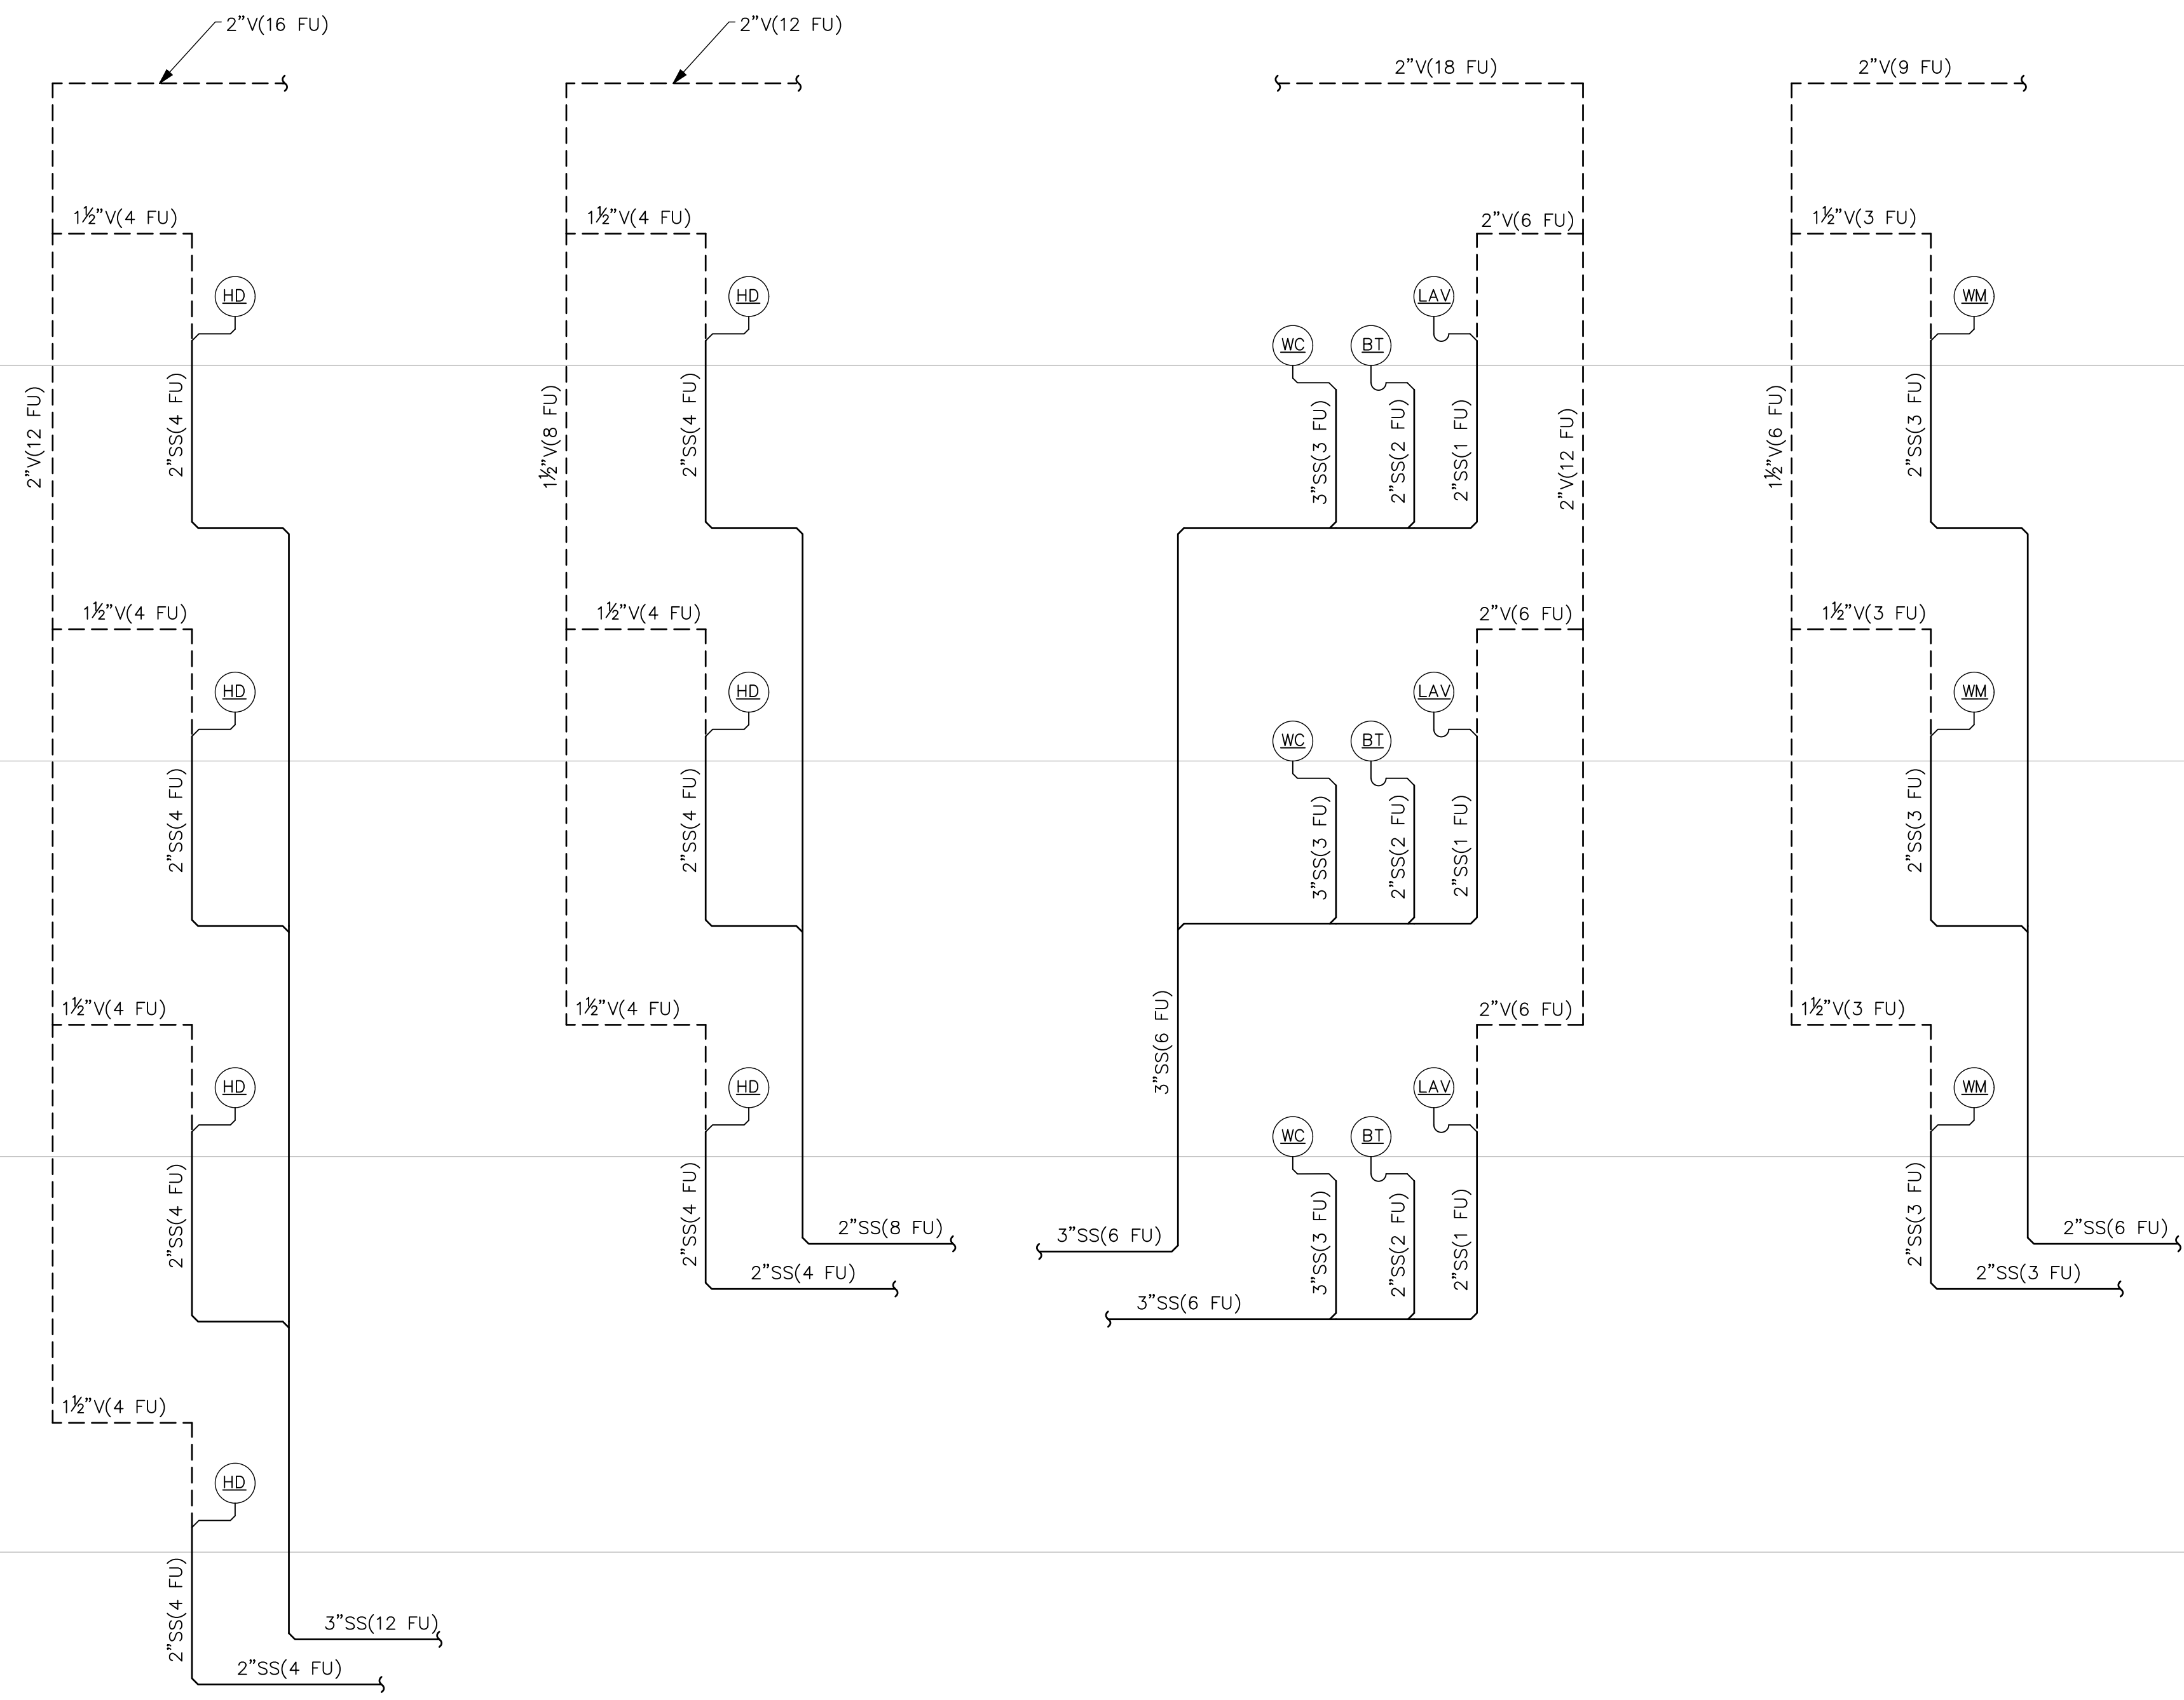 2"V(16 FU)
2"V(12 FU)
2"V(18 FU)
2"V(9 FU)
1½"V(4 FU)
1½"V(4 FU)
2"V(6 FU)
1½"V(3 FU)
HD
HD
LAV
WM
WC
BT
2"V(12 FU)
2"SS(4 FU)
1½"V(8 FU)
2"SS(4 FU)
3"SS(3 FU)
2"SS(2 FU)
2"SS(1 FU)
2"V(12 FU)
1½"V(6 FU)
2"SS(3 FU)
1½"V(4 FU)
1½"V(4 FU)
2"V(6 FU)
1½"V(3 FU)
HD
HD
LAV
WM
WC
BT
2"SS(4 FU)
2"SS(4 FU)
3"SS(3 FU)
2"SS(2 FU)
2"SS(1 FU)
2"SS(3 FU)
1½"V(4 FU)
1½"V(4 FU)
3"SS(6 FU)
2"V(6 FU)
1½"V(3 FU)
HD
HD
LAV
WM
WC
BT
2"SS(4 FU)
2"SS(4 FU)
2"SS(8 FU)
3"SS(6 FU)
3"SS(3 FU)
2"SS(2 FU)
2"SS(1 FU)
2"SS(3 FU)
2"SS(6 FU)
2"SS(4 FU)
3"SS(6 FU)
2"SS(3 FU)
1½"V(4 FU)
HD
2"SS(4 FU)
3"SS(12 FU)
2"SS(4 FU)